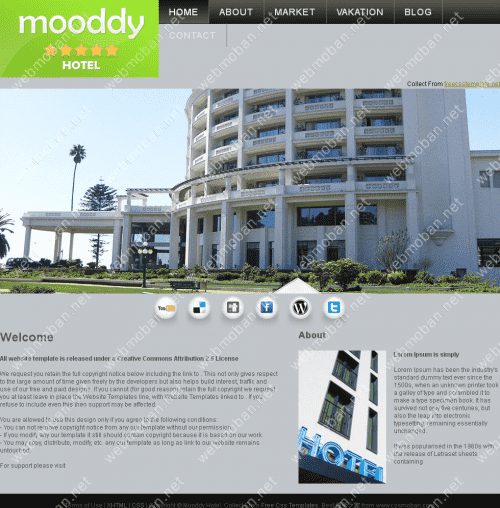 mooddy
HOTEL
HOME
ABOUT
MARKET
VAKATION
BLOG
CONTACT
Collect From freecsstemplate.net
Welcome
All website template is released under a Creative Commons Attribution 2.5 License
We request you retain the full copyright notice below including the link to . This not only gives respect
to the large amount of time given freely by the developers but also helps build interest, traffic and
use of our free and paid designs. If you cannot (for good reason) retain the full copyright we request
you at least leave in place the Website Templates line, with Website Templates linked to . If you
refuse to include even this then support may be affected.
You are allowed to use this design only if you agree to the following conditions:
- You can not remove copyright notice from any our template without our permission.
- If you modify any our template it still should contain copyright because it is based on our work.
- You may copy, distribute, modify, etc. any our template as long as link to our website remains
untouched.
For support please visit
About
HOTEL
Lorem Ipsum is simply
Lorem Ipsum has been the industry's
standard dummy text ever since the
1500s, when an unknown printer took
a galley of type and scrambled it to
make a type specimen book. It has
survived not only five centuries, but
also the leap into electronic
typesetting, remaining essentially
unchanged.
It was popularised in the 1960s with
the release of Letraset sheets
containing
Terms of Use | XHTML | CSS | Copyright © Mooddy Hotel. Collect from Free Css Templates.
webmoban.net